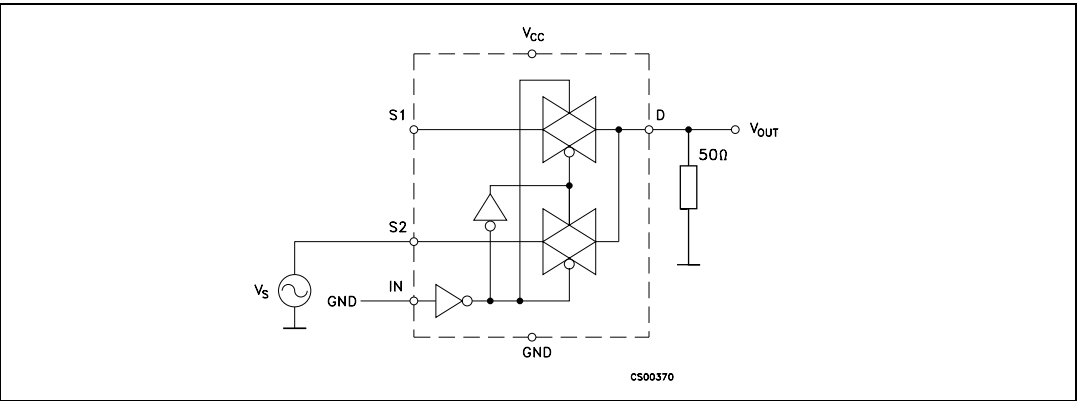 VCC
S1
D
VOUT
50Ω
S2
VS
GND
IN
GND
CS00370